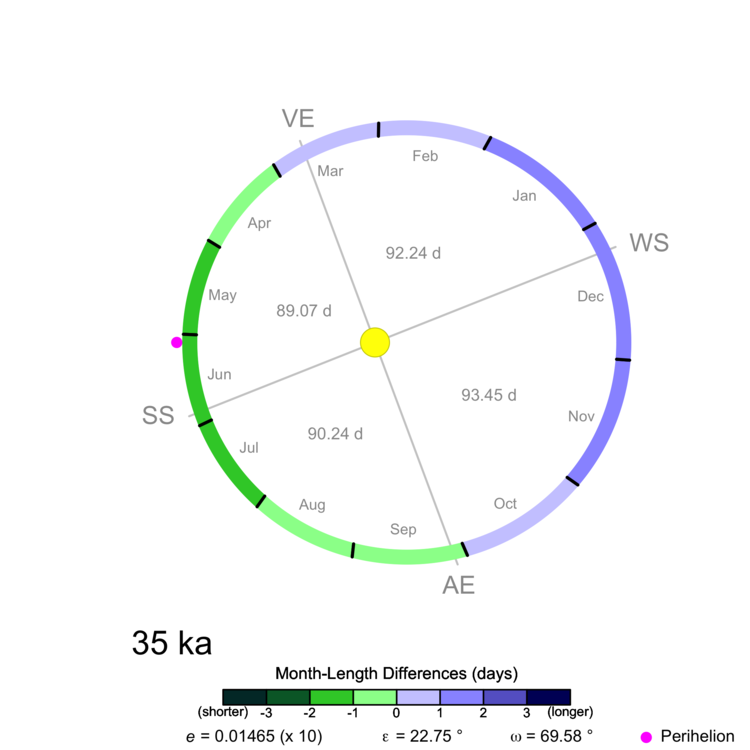 VE
Mar
Feb
Jan
Apr
WS
92.24 d
May
Dec
89.07 d
Jun
93.45 d
SS
Nov
90.24 d
Jul
Aug
Oct
Sep
AE
35 ka
Month-Length Differences (days)
(shorter) -3 -2 -1 0 1 2 3 (longer)
e = 0.01465 (x 10) ε = 22.75 ° ω = 69.58 ° Perihelion